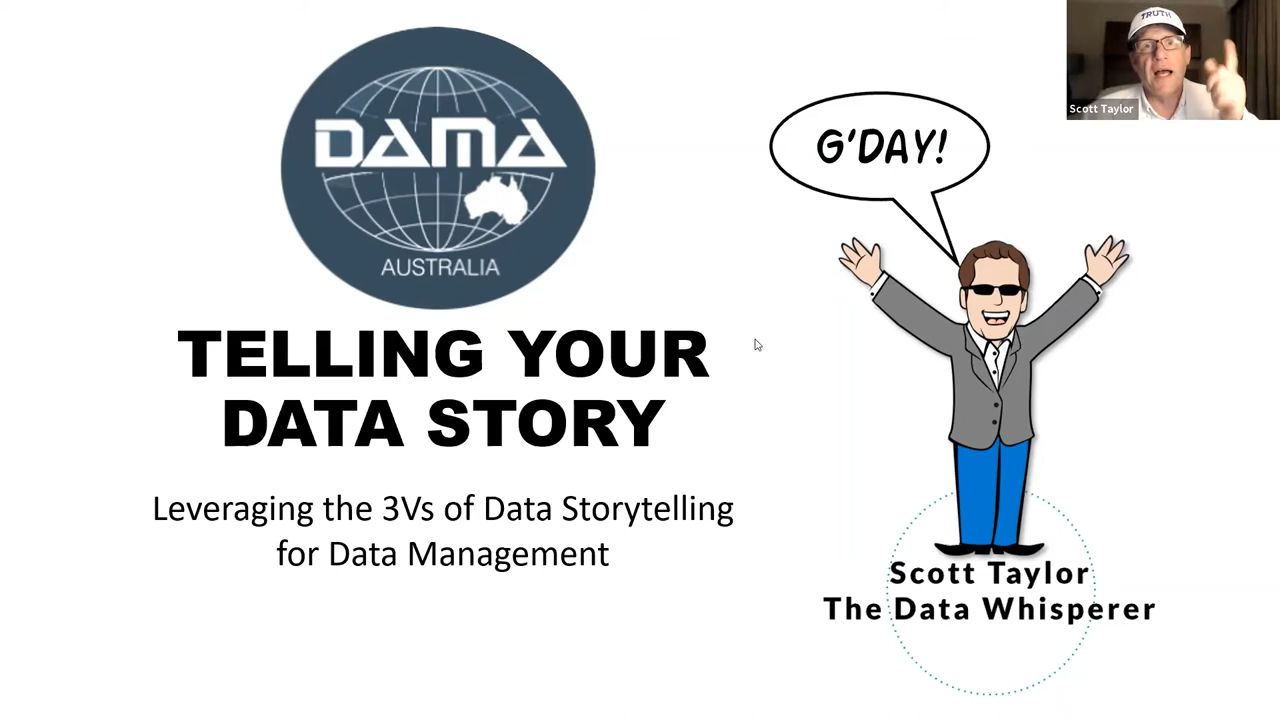 DAMA
AUSTRALIA
TELLING YOUR
DATA STORY
Leveraging the 3Vs of Data Storytelling
for Data Management
G'DAY!
Scott Taylor
The Data Whisperer
TRUTH
Scott Taylor